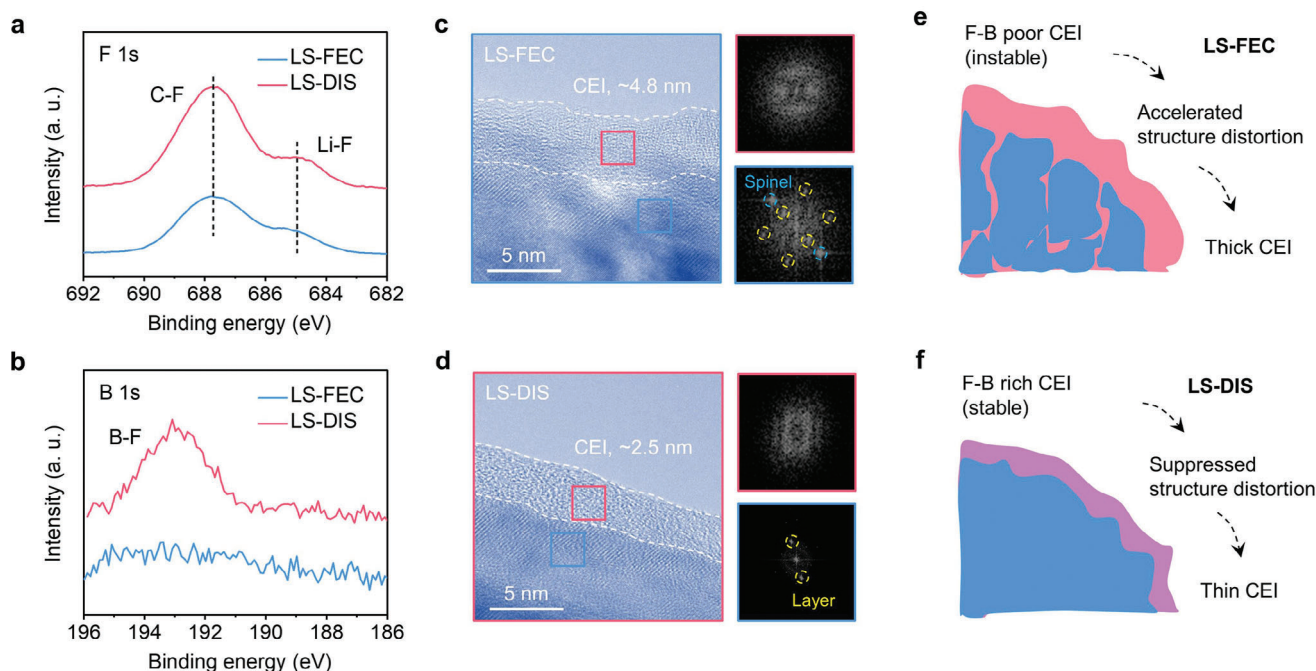 a
F 1s
LS-FEC
LS-DIS
C-F
Li-F
Intensity (a. u.)
692 690 688 686 684 682
Binding energy (eV)
b
B 1s
LS-FEC
LS-DIS
B-F
Intensity (a. u.)
196 194 192 190 188 186
Binding energy (eV)
c
LS-FEC
CEI, ~4.8 nm
5 nm
Spinel
d
LS-DIS
CEI, ~2.5 nm
5 nm
Layer
e
F-B poor CEI
(instable)
LS-FEC
Accelerated
structure distortion
Thick CEI
f
F-B rich CEI
(stable)
LS-DIS
Suppressed
structure distortion
Thin CEI